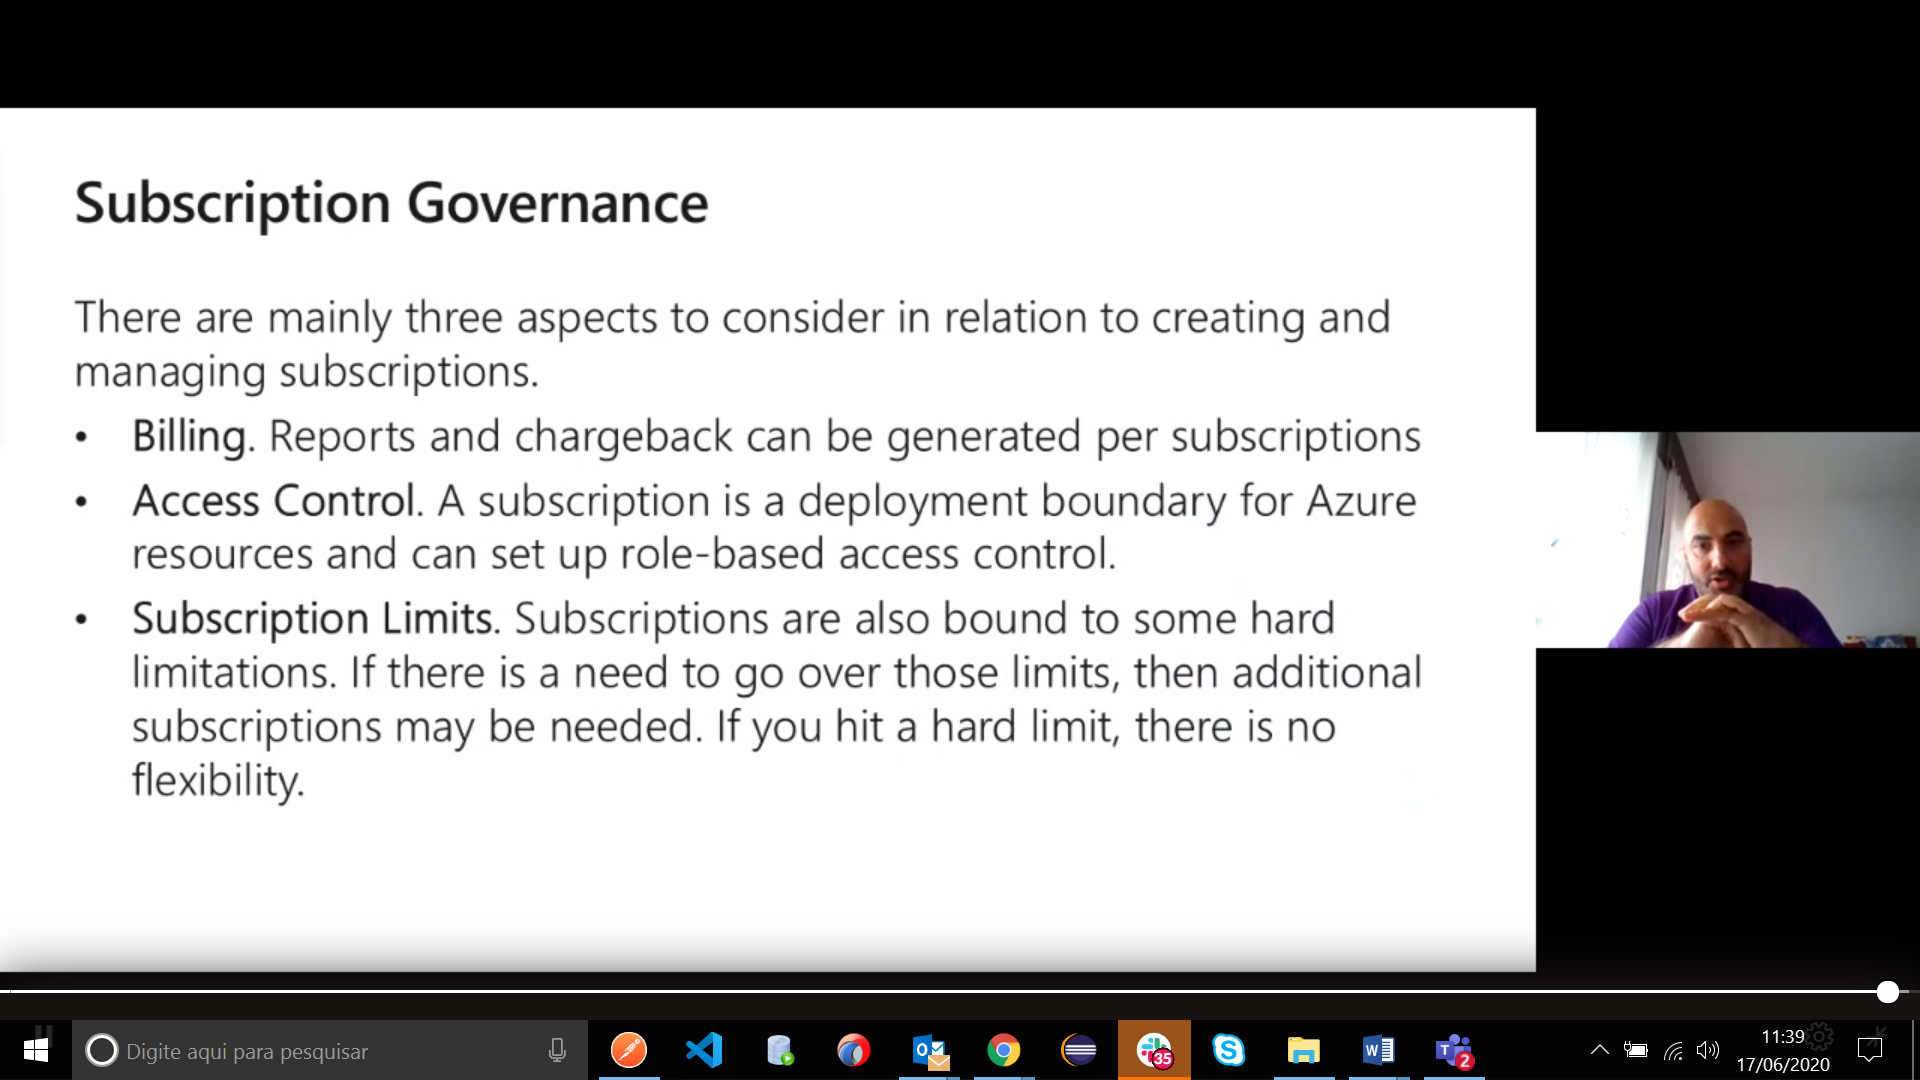 Subscription Governance
There are mainly three aspects to consider in relation to creating and
managing subscriptions.
• Billing. Reports and chargeback can be generated per subscriptions
• Access Control. A subscription is a deployment boundary for Azure
resources and can set up role-based access control.
• Subscription Limits. Subscriptions are also bound to some hard
limitations. If there is a need to go over those limits, then additional
subscriptions may be needed. If you hit a hard limit, there is no
flexibility.
Digite aqui para pesquisar
35
2
11:39
17/06/2020